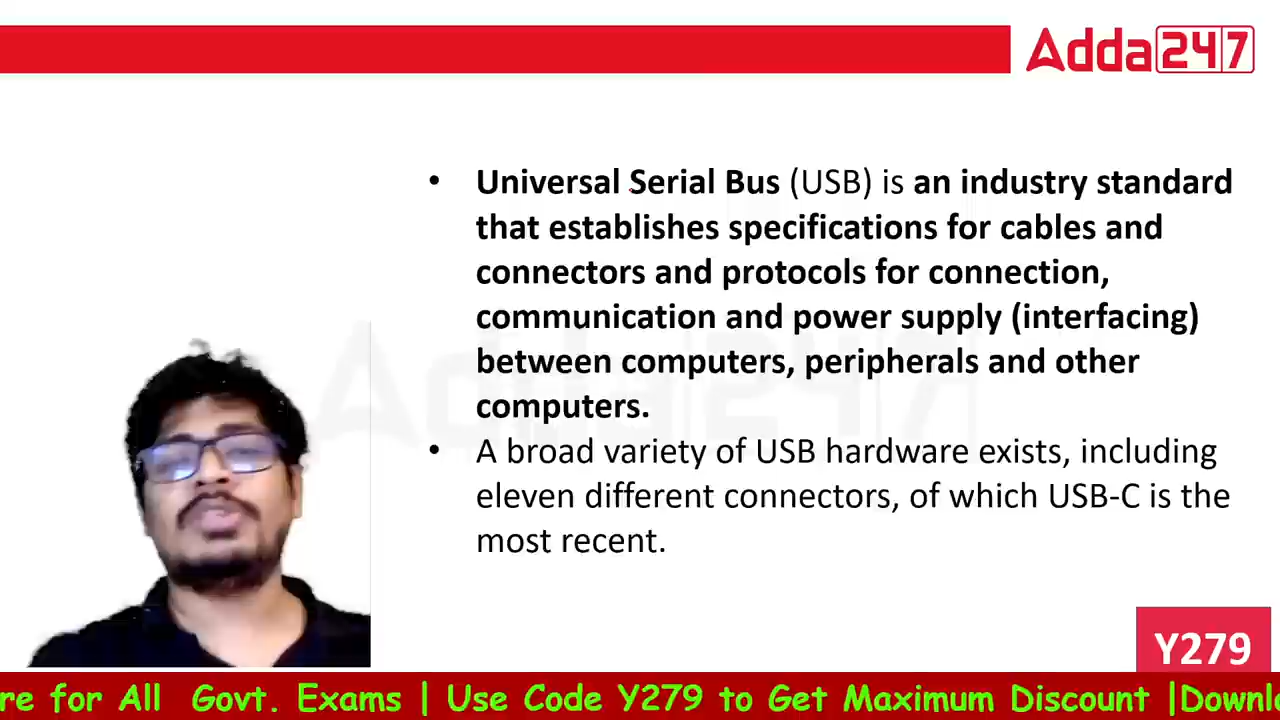 Adda247
• Universal Serial Bus (USB) is an industry standard
that establishes specifications for cables and
connectors and protocols for connection,
communication and power supply (interfacing)
between computers, peripherals and other
computers.
• A broad variety of USB hardware exists, including
eleven different connectors, of which USB-C is the
most recent.
Adda247
Y279
re for All Govt. Exams | Use Code Y279 to Get Maximum Discount |Downlo